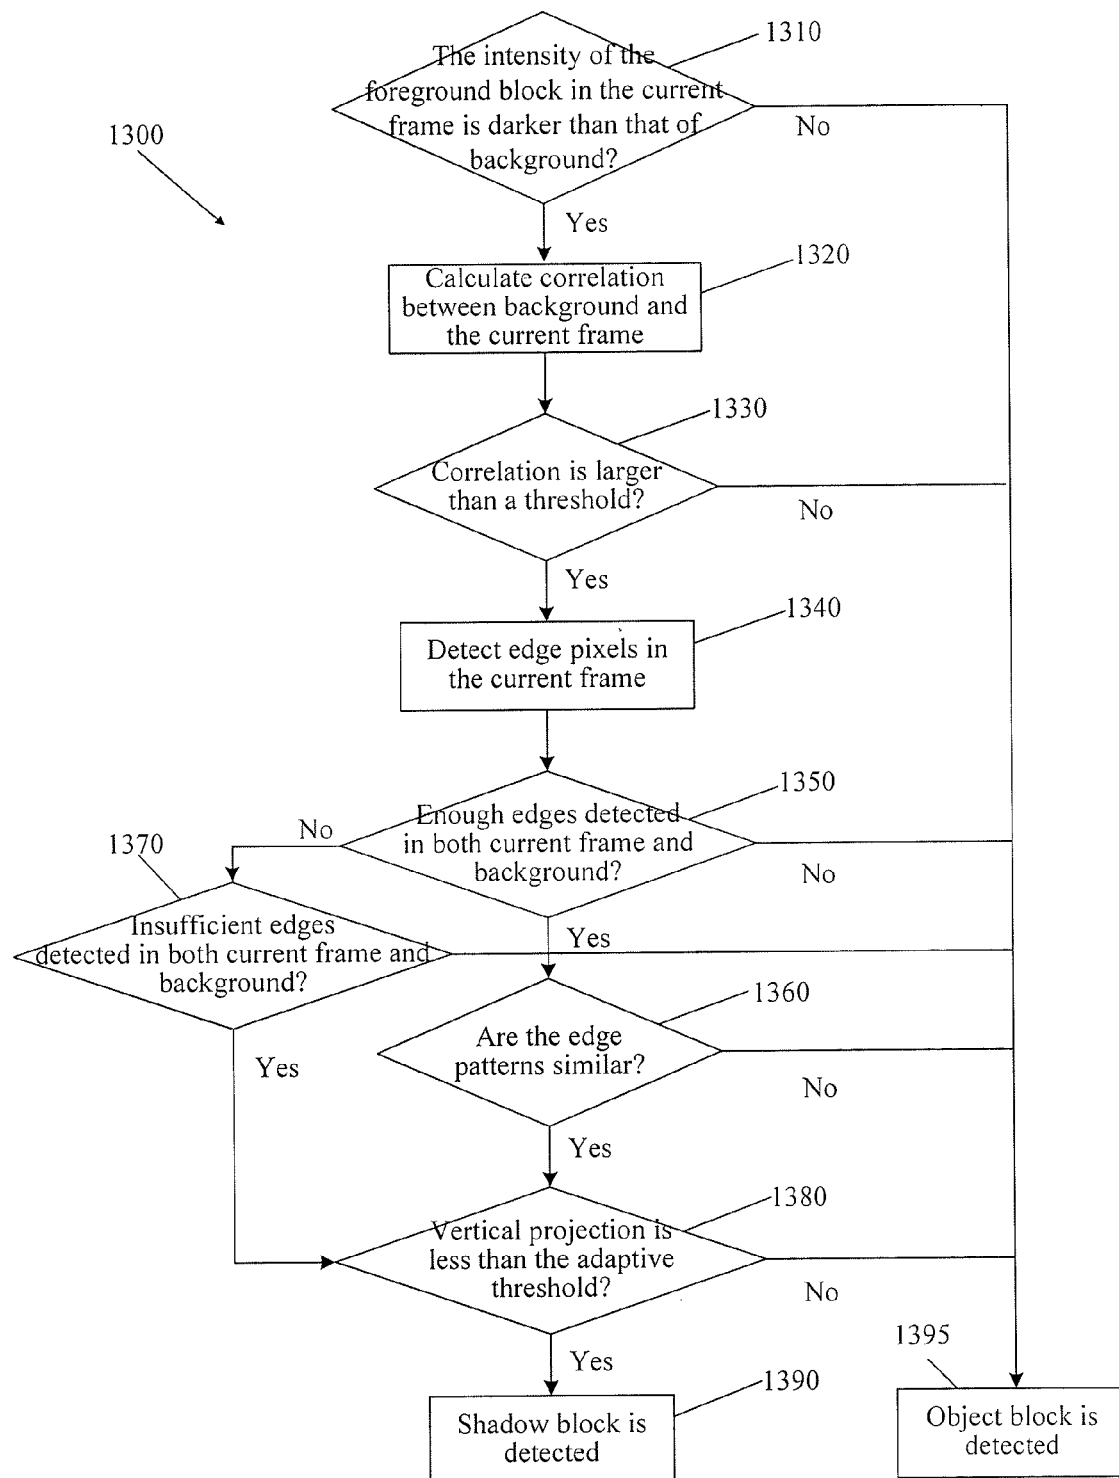 1310
The intensity of the
foreground block in the current
frame is darker than that of
background?
No
1300
Yes
1320
Calculate correlation
between background and
the current frame
1330
Correlation is larger
than a threshold?
No
Yes
1340
Detect edge pixels in
the current frame
1350
Enough edges detected
in both current frame and
background?
No
No
1370
Yes
Insufficient edges
detected in both current frame and
background?
1360
Are the edge
patterns similar?
Yes
No
Yes
1380
Vertical projection is
less than the adaptive
threshold?
No
Yes
1390
Shadow block is
detected
1395
Object block is
detected